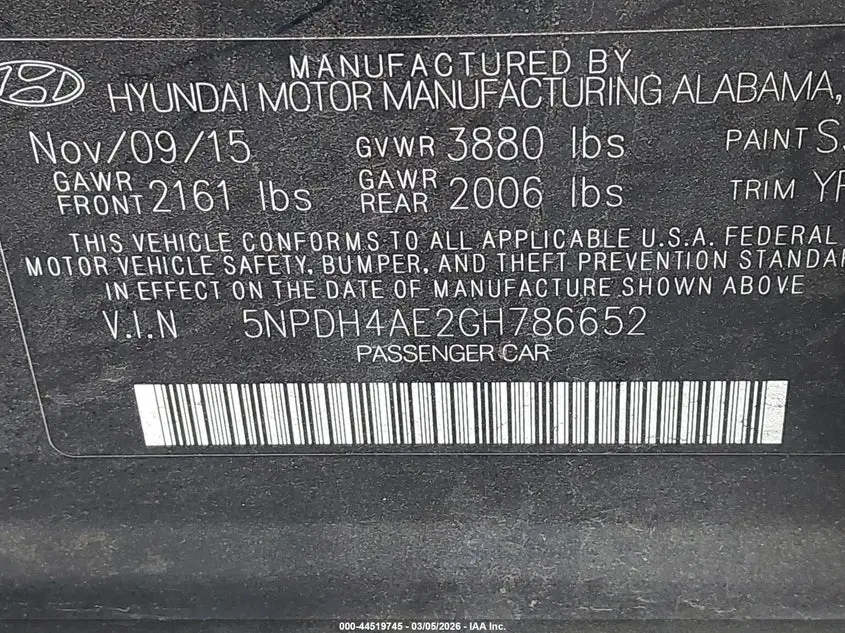 MANUFACTURED BY
HYUNDAI MOTOR MANUFACTURING ALABAMA,
Nov/09/15 GVWR 3880 lbs PAINT
GAWR FRONT 2161 lbs GAWR REAR 2006 lbs TRIM
THIS VEHICLE CONFORMS TO ALL APPLICABLE U.S.A. FEDERAL
MOTOR VEHICLE SAFETY, BUMPER, AND THEFT PREVENTION STANDAR
IN EFFECT ON THE DATE OF MANUFACTURE SHOWN ABOVE
V.I.N 5NPDH4AE2GH786652
PASSENGER CAR
000-44519745 - 03/05/2026 - IAA Inc.